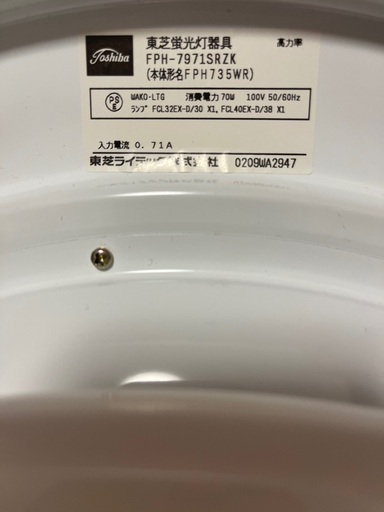 Toshiba
東芝蛍光灯器具 高力率
FPH-7971SRZK
(本体形名FPH735WR)
PSE WAKO-LTG 消費電力70W 100V 50/60Hz
ランプ FCL32EX-D/30 X1,FCL40EX-D/38 X1
入力電流 0.71A
東芝ライテック株式会社 0209WA2947